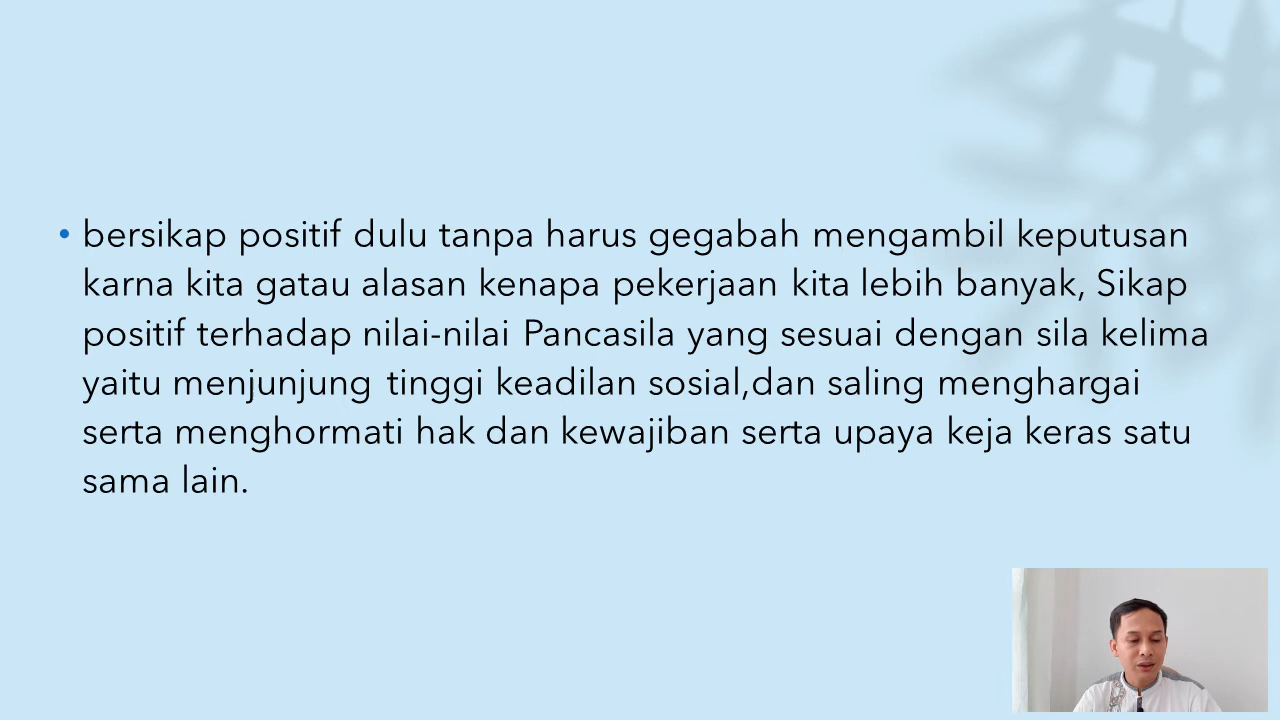 • bersikap positif dulu tanpa harus gegabah mengambil keputusan
karna kita gatau alasan kenapa pekerjaan kita lebih banyak, Sikap
positif terhadap nilai-nilai Pancasila yang sesuai dengan sila kelima
yaitu menjunjung tinggi keadilan sosial,dan saling menghargai
serta menghormati hak dan kewajiban serta upaya keja keras satu
sama lain.